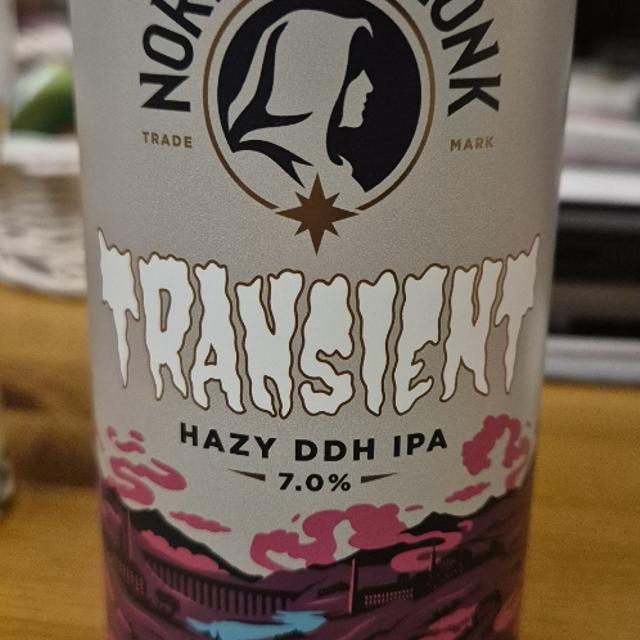 TRADE MARK
TRANSIENT
HAZY DDH IPA
7.0%